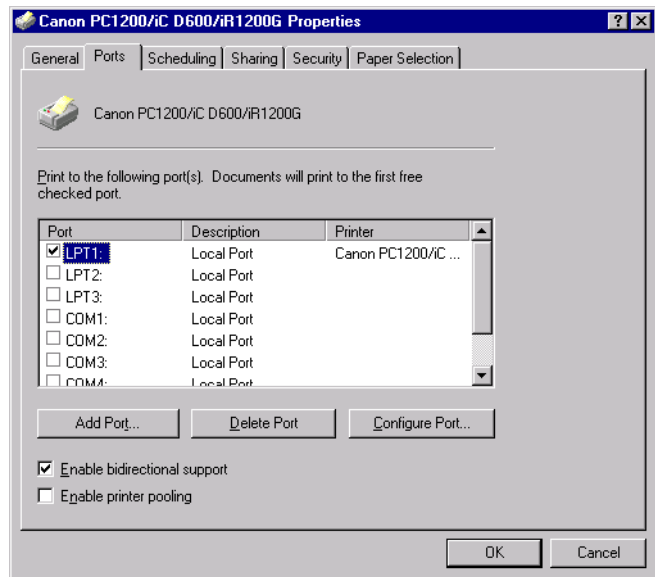 Canon PC1200/iC D600/iR1200G Properties
General Ports Scheduling Sharing Security Paper Selection
Canon PC1200/iC D600/iR1200G
Print to the following port(s). Documents will print to the first free
checked port.
Port Description Printer
LPT1: Local Port Canon PC1200/iC ...
LPT2: Local Port
LPT3: Local Port
COM1: Local Port
COM2: Local Port
COM3: Local Port
COM4: Local Port
Add Port... Delete Port Configure Port...
Enable bidirectional support
Enable printer pooling
OK Cancel